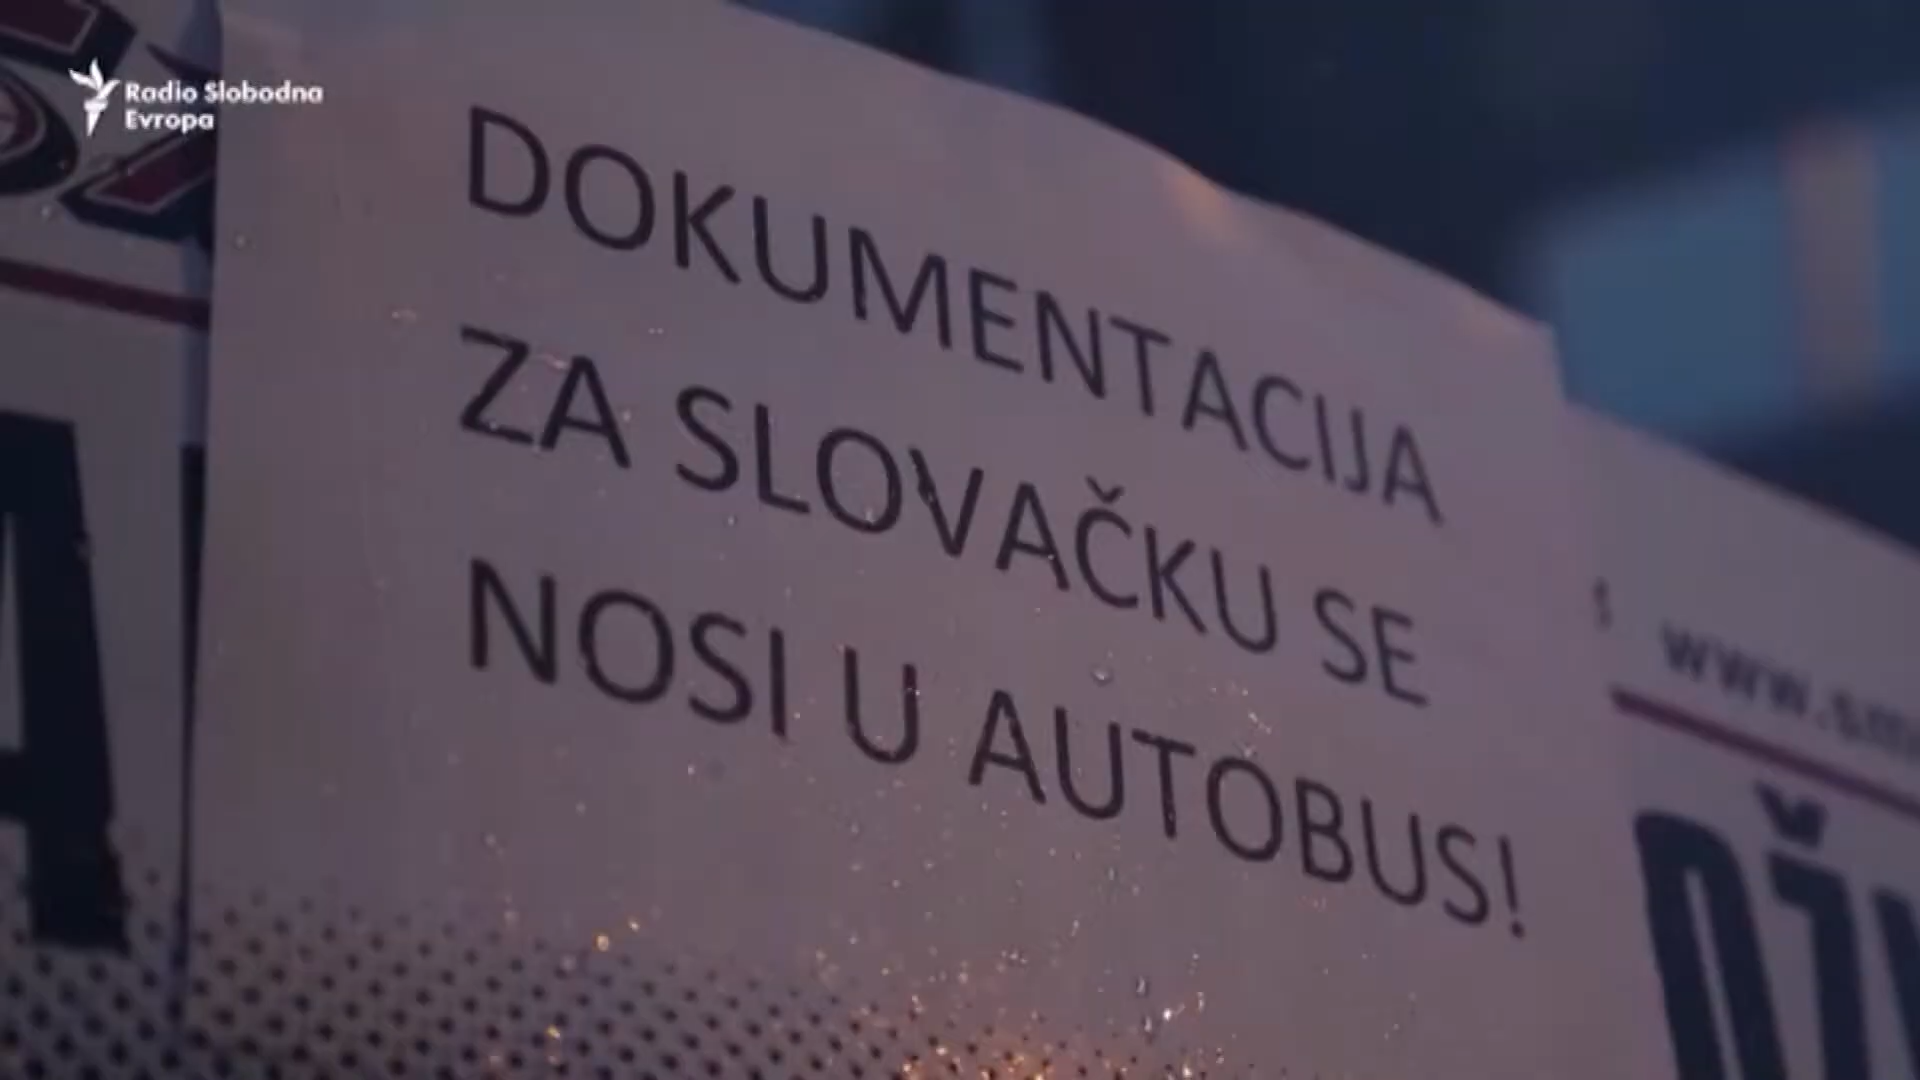 Radio Slobodna
Evropa
DOKUMENTACIJA
ZA SLOVAČKU SE
NOSI U AUTOBUS!